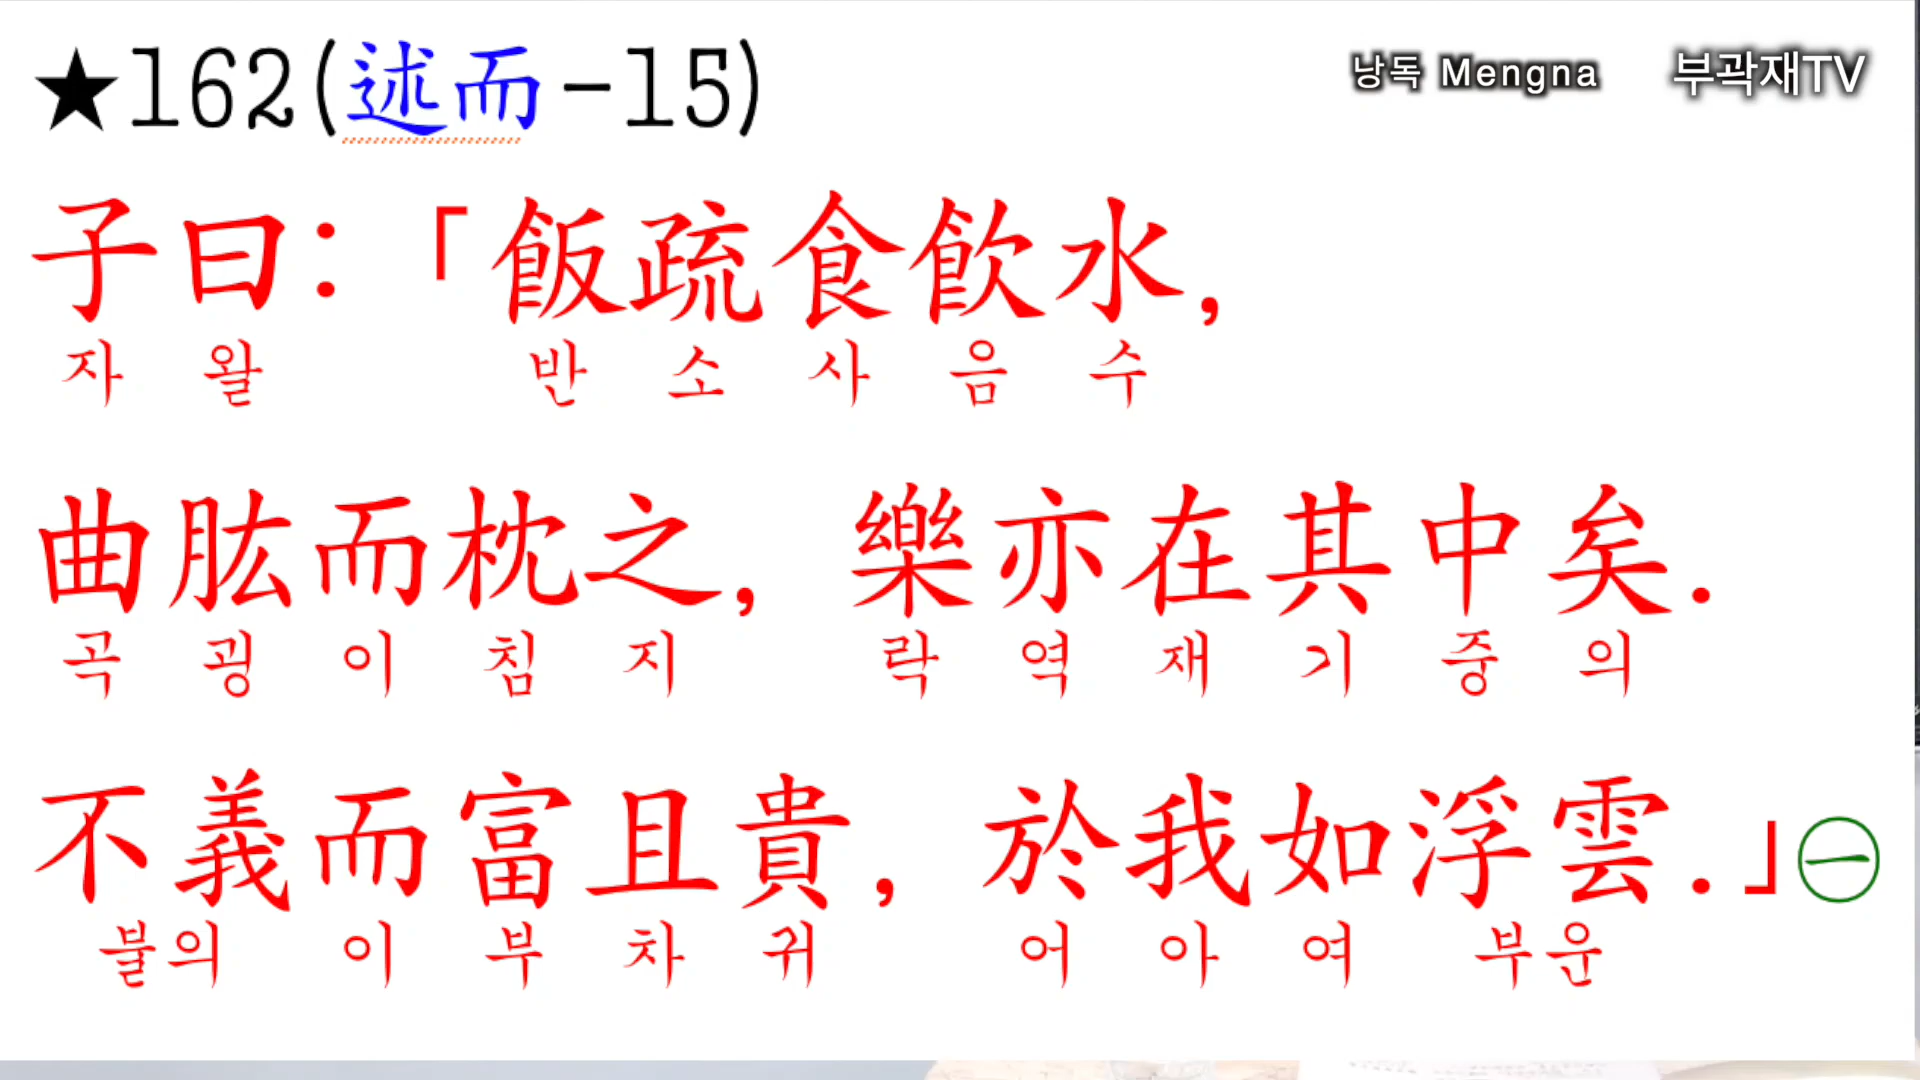 ★162(述而-15)
낭독 Mengna 부곽재TV
子曰:「飯疏食飮水,
자 왈 반 소 사 음 수
曲肱而枕之, 樂亦在其中矣.
곡 굉 이 침 지 락 역 재 기 중 의
不義而富且貴, 於我如浮雲.」㊀
불의 이 부 차 귀 어 아 여 부운